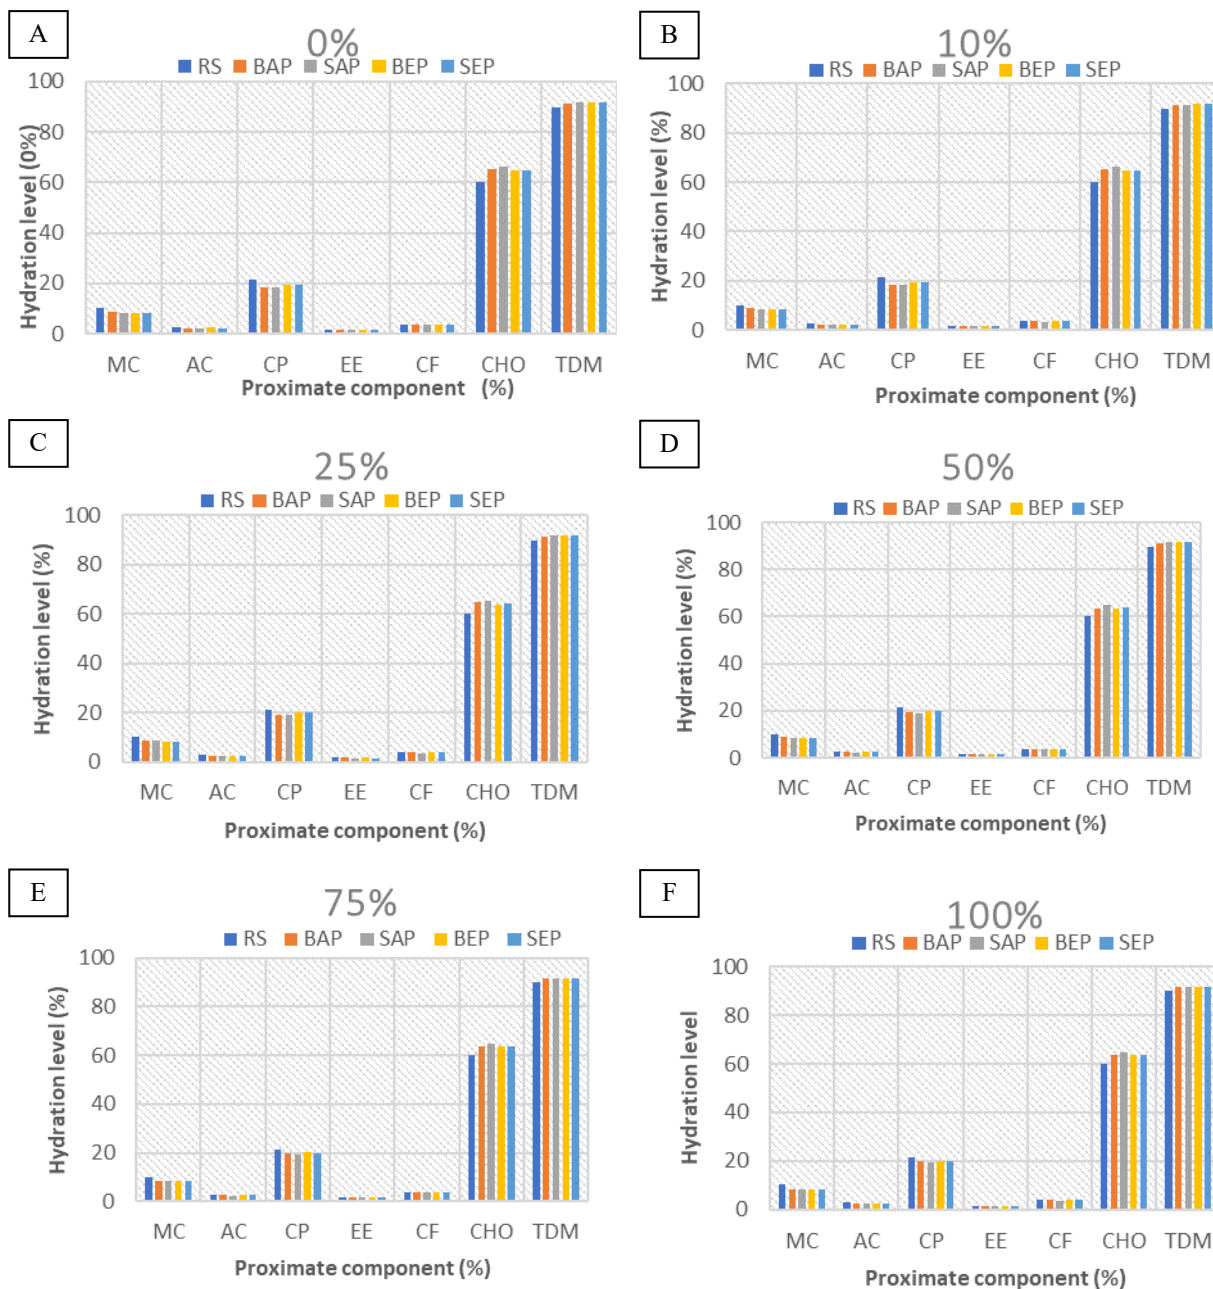 A
0%
RS BAP SAP BEP SEP
Hydration level (0%)
100
80
60
40
20
0
MC AC CP EE CF CHO TDM
Proximate component (%)
B
10%
RS BAP SAP BEP SEP
Hydration level (%)
100
80
60
40
20
0
MC AC CP EE CF CHO TDM
Proximate component (%)
C
25%
RS BAP SAP BEP SEP
Hydration level (%)
100
80
60
40
20
0
MC AC CP EE CF CHO TDM
Proximate component (%)
D
50%
RS BAP SAP BEP SEP
Hydration level (%)
100
80
60
40
20
0
MC AC CP EE CF CHO TDM
Proximate component (%)
E
75%
RS BAP SAP BEP SEP
Hydration level (%)
100
80
60
40
20
0
MC AC CP EE CF CHO TDM
Proximate component (%)
F
100%
RS BAP SAP BEP SEP
Hydration level
100
80
60
40
20
0
MC AC CP EE CF CHO TDM
Proximate component (%)